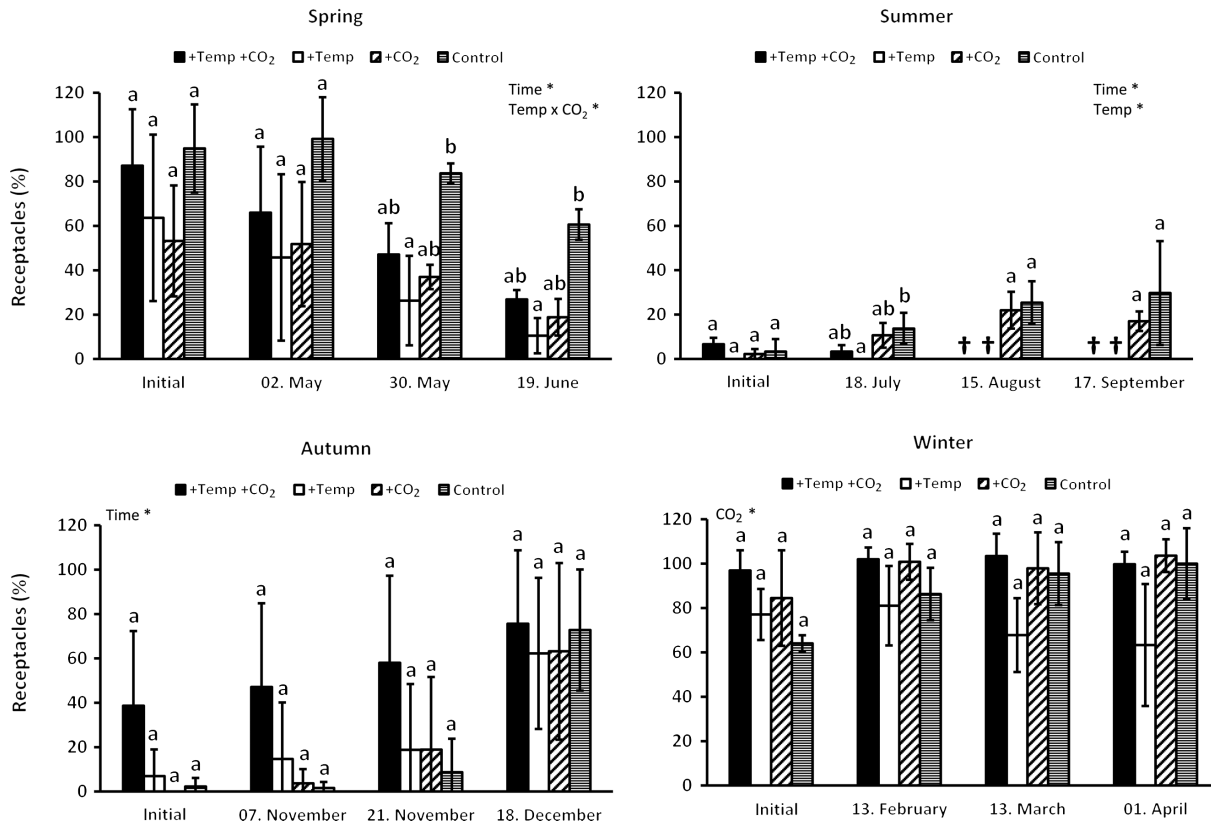 Spring
+Temp +CO₂ +Temp +CO₂ Control
Time *
Temp x CO₂ *
Receptacles (%)
120
100
80
60
40
20
0
a a a a
a a a a
ab a ab b
ab a ab b
Initial 02. May 30. May 19. June
Summer
+Temp +CO₂ +Temp +CO₂ Control
Time *
Temp *
120
100
80
60
40
20
0
a a a a
ab a ab b
† † a a
† † a a
Initial 18. July 15. August 17. September
Autumn
+Temp +CO₂ +Temp +CO₂ Control
Time *
Receptacles (%)
120
100
80
60
40
20
0
a a a a
a a a a
a a a a
a a a a
Initial 07. November 21. November 18. December
Winter
+Temp +CO₂ +Temp +CO₂ Control
CO₂ *
120
100
80
60
40
20
0
a a a a
a a a a
a a a a
a a a a
Initial 13. February 13. March 01. April